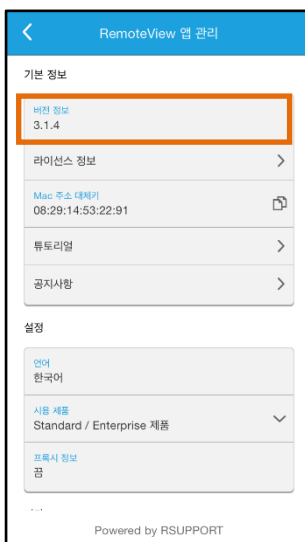 RemoteView 앱 관리
기본 정보
버전 정보
3.1.4
라이선스 정보
Mac 주소 대체키
08:29:14:53:22:91
튜토리얼
공지사항
설정
언어
한국어
사용 제품
Standard / Enterprise 제품
프록시 정보
끔
Powered by RSUPPORT